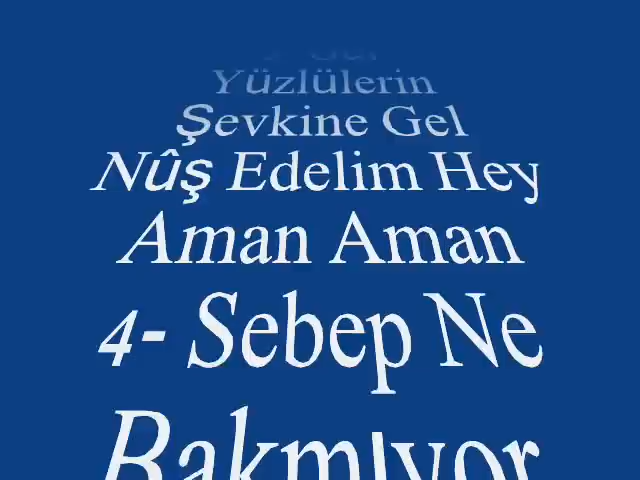 Yüzlülerin
Şevkine Gel
Nûş Edelim Hey
Aman Aman
4- Sebep Ne
Bakmıyor